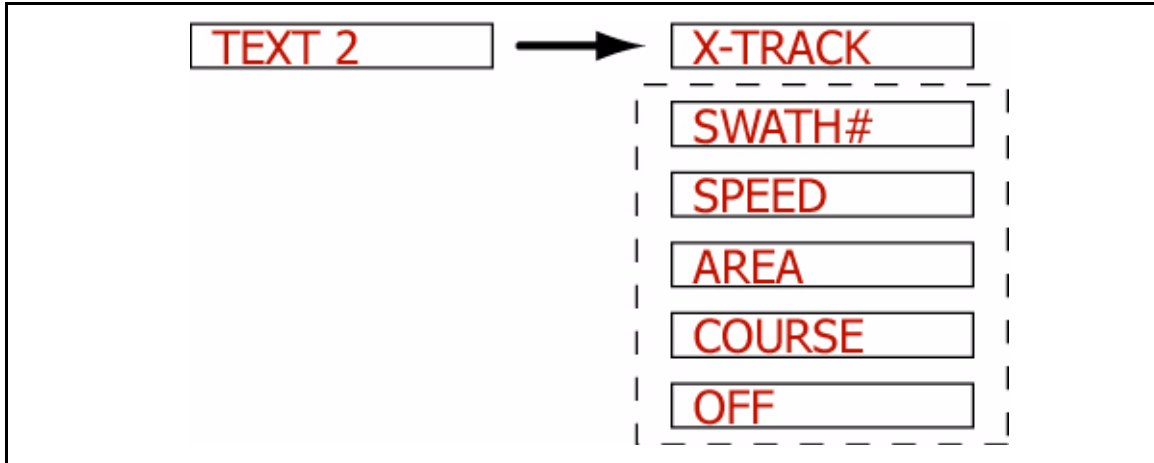 TEXT 2
X-TRACK
SWATH#
SPEED
AREA
COURSE
OFF